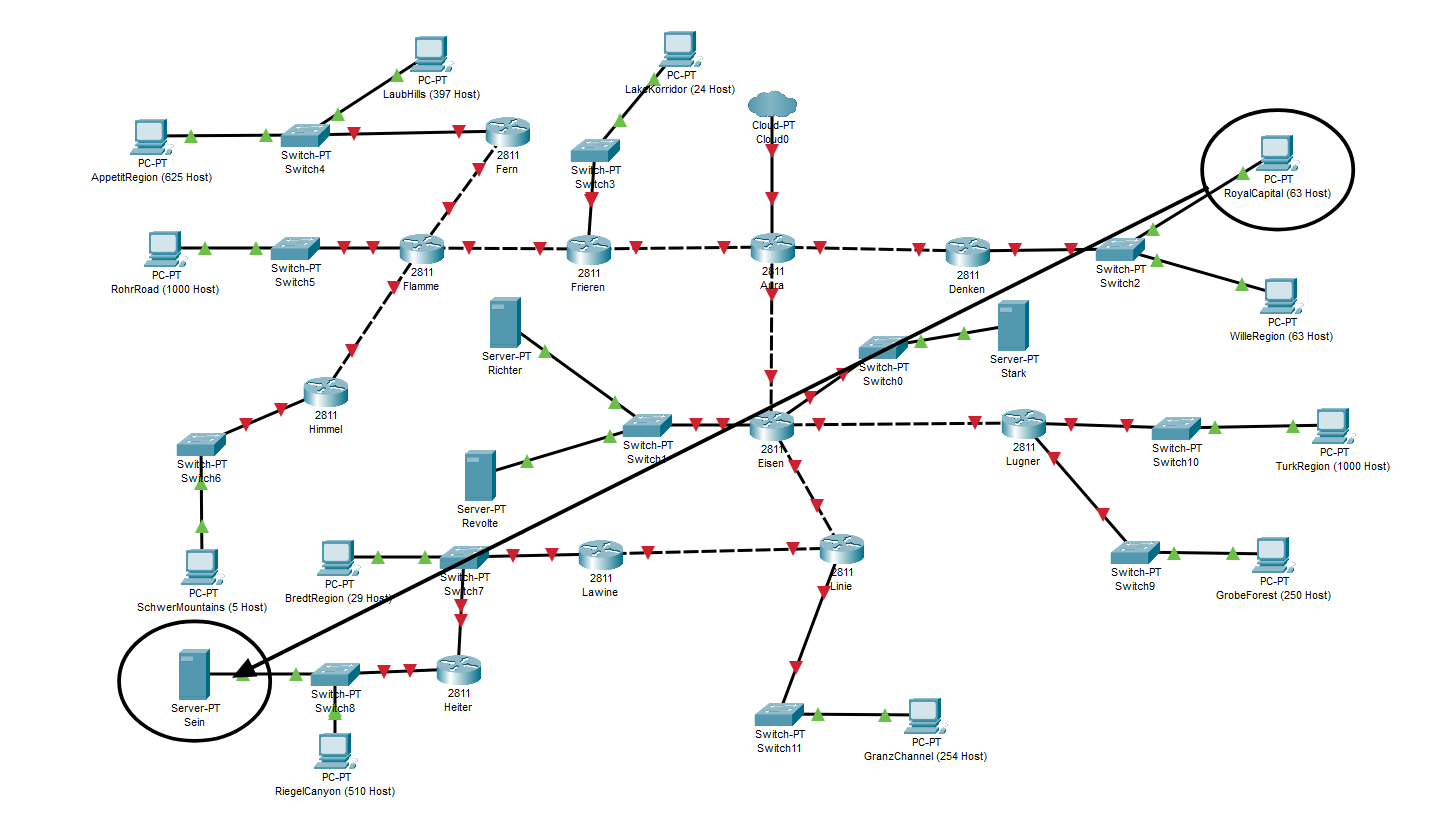 PC-PT
LaubHills (397 Host)
PC-PT
LakeKorridor (24 Host)
Cloud-PT
Cloud0
PC-PT
AppetitRegion (625 Host)
Switch-PT
Switch4
2811
Fern
Switch-PT
Switch3
PC-PT
RoyalCapital (63 Host)
PC-PT
RohrRoad (1000 Host)
Switch-PT
Switch5
2811
Flamme
2811
Frieren
2811
Aura
2811
Denken
Switch-PT
Switch2
PC-PT
WilleRegion (63 Host)
Server-PT
Richter
Switch-PT
Switch0
Server-PT
Stark
2811
Himmel
Switch-PT
Switch6
Switch-PT
Switch1
2811
Eisen
2811
Lugner
Switch-PT
Switch10
PC-PT
TurkRegion (1000 Host)
Server-PT
Revolte
PC-PT
SchwerMountains (5 Host)
PC-PT
BredtRegion (29 Host)
Switch-PT
Switch7
2811
Lawine
2811
Linie
Switch-PT
Switch9
PC-PT
GrobeForest (250 Host)
Server-PT
Sein
Switch-PT
Switch8
2811
Heiter
Switch-PT
Switch11
PC-PT
GranzChannel (254 Host)
PC-PT
RiegelCanyon (510 Host)